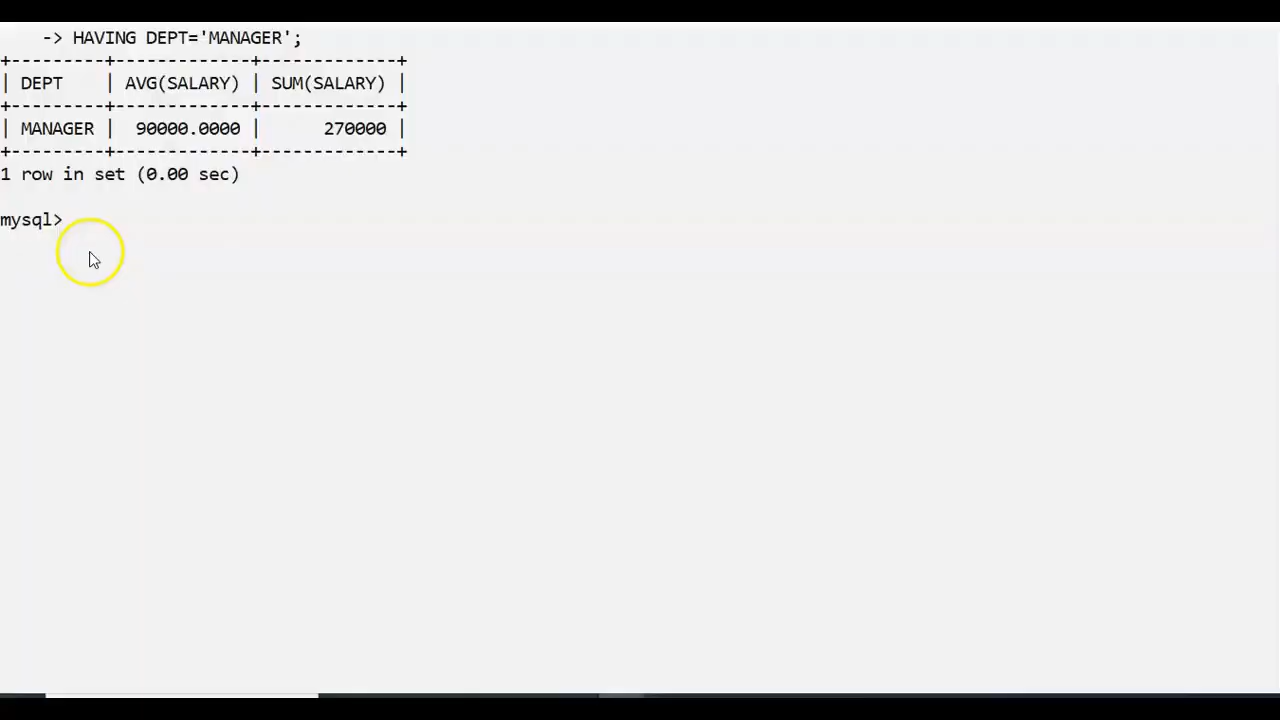 -> HAVING DEPT='MANAGER';
+---------+-------------+-------------+
| DEPT    | AVG(SALARY) | SUM(SALARY) |
+---------+-------------+-------------+
| MANAGER |  90000.0000 |      270000 |
+---------+-------------+-------------+
1 row in set (0.00 sec)
mysql>